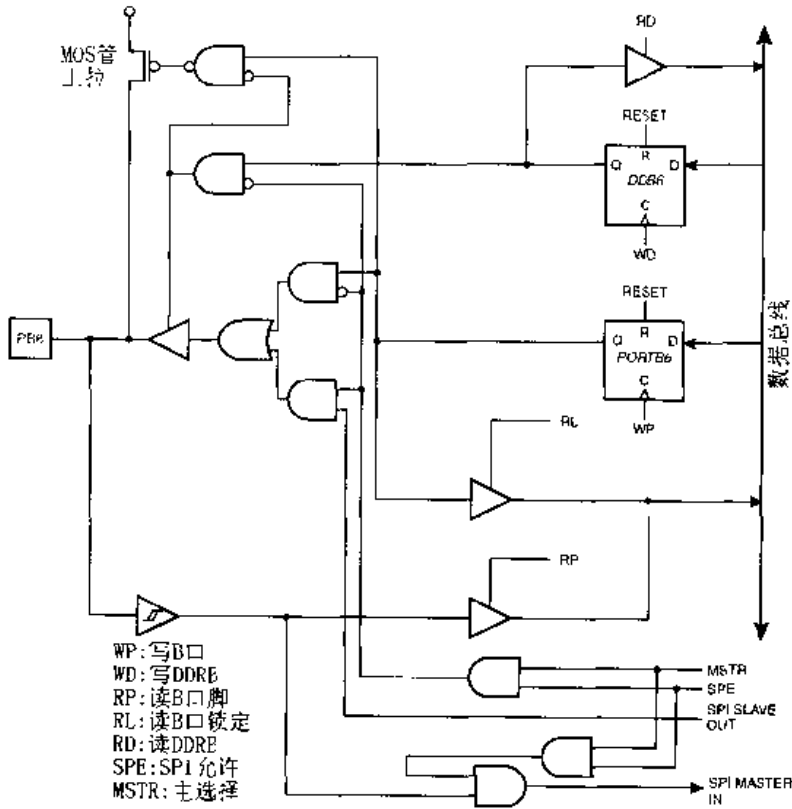 MOS管
上拉
RD
RESET
R
Q
D
DDB6
C
WD
RESET
R
Q
D
PORTB6
C
WP
数据总线
PB6
RL
RP
MSTR
SPE
SPI SLAVE
OUT
SPI MASTER
IN
WP:写B口
WD:写DDRB
RP:读B口脚
RL:读B口锁定
RD:读DDRB
SPE:SPI允许
MSTR:主选择